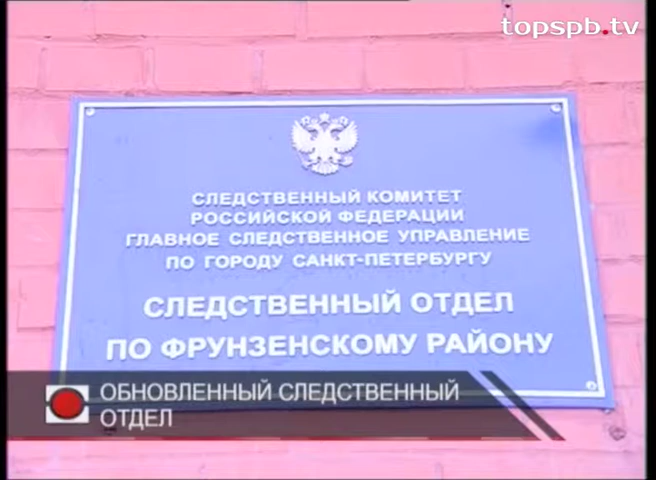 topspb.tv
СЛЕДСТВЕННЫЙ КОМИТЕТ
РОССИЙСКОЙ ФЕДЕРАЦИИ
ГЛАВНОЕ СЛЕДСТВЕННОЕ УПРАВЛЕНИЕ
ПО ГОРОДУ САНКТ-ПЕТЕРБУРГУ
СЛЕДСТВЕННЫЙ ОТДЕЛ
ПО ФРУНЗЕНСКОМУ РАЙОНУ
ОБНОВЛЕННЫЙ СЛЕДСТВЕННЫЙ
ОТДЕЛ